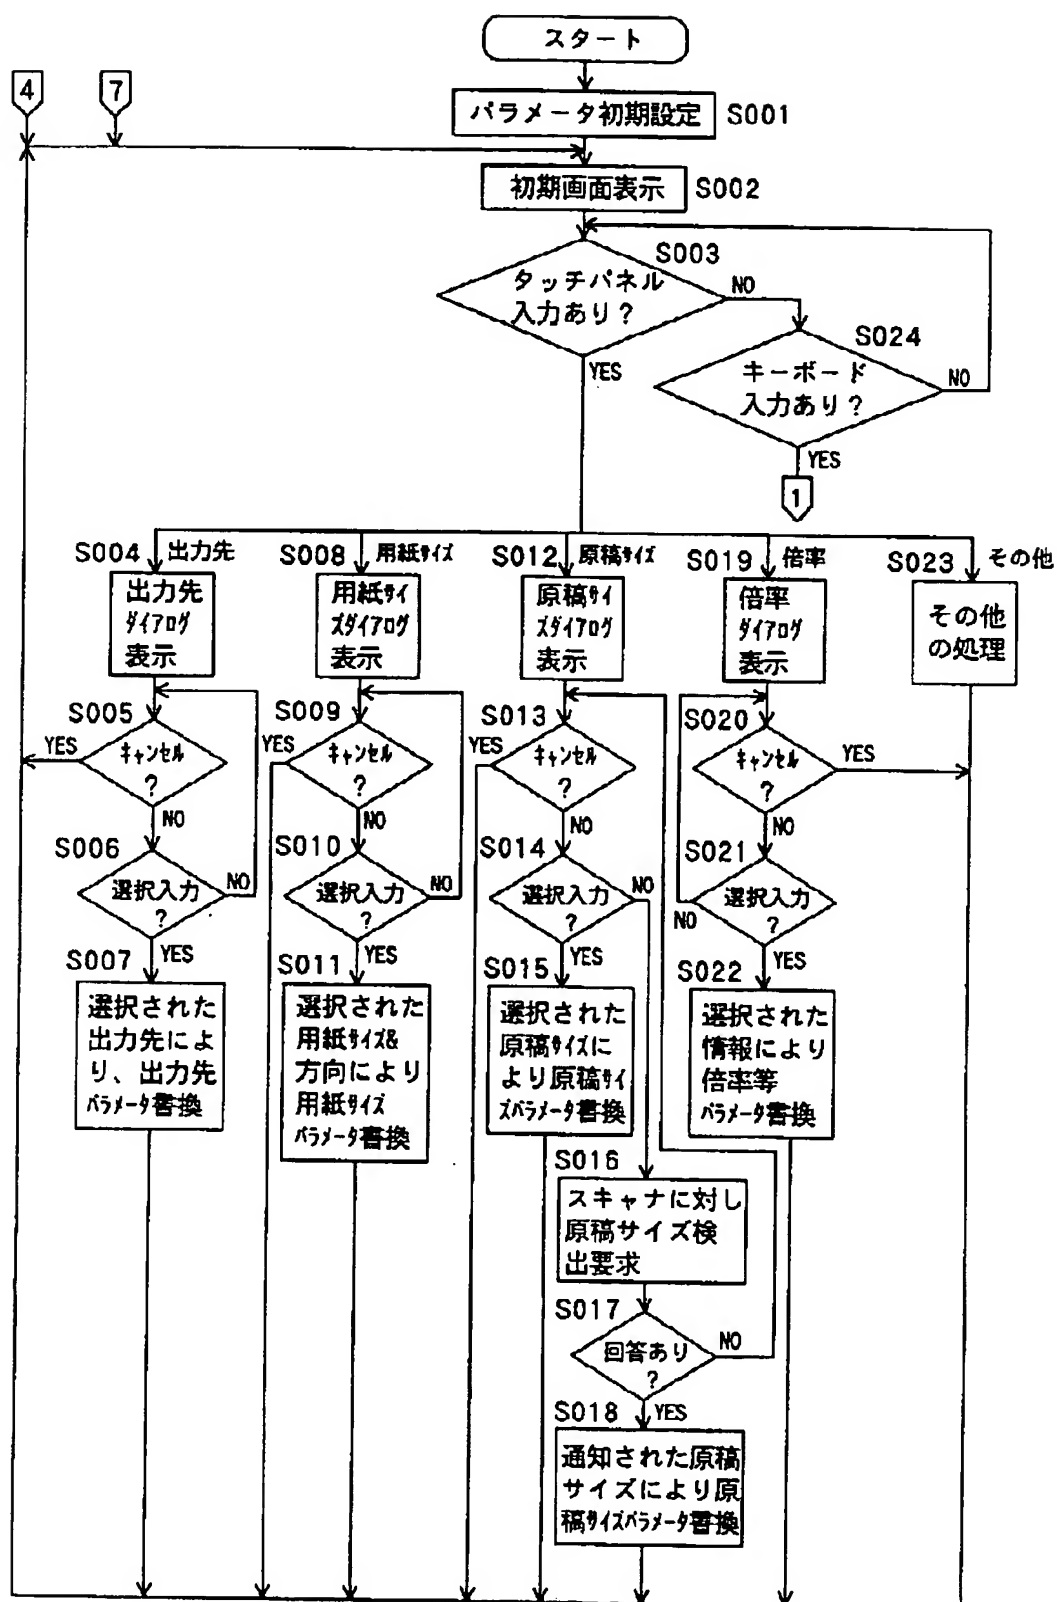 スタート
4
7
パラメータ初期設定 S001
初期画面表示 S002
S003
タッチパネル
入力あり?
NO
YES
S024
キーボード
入力あり?
NO
YES
1
S004 出力先
出力先
ダイアログ
表示
S005
キャンセル
?
YES
NO
S006
選択入力
?
NO
YES
S007
選択された
出力先によ
り、出力先
パラメータ書換
S008 用紙サイズ
用紙サイ
ズダイアログ
表示
S009
キャンセル
?
YES
NO
S010
選択入力
?
NO
YES
S011
選択された
用紙サイズ&
方向により
用紙サイズ
パラメータ書換
S012 原稿サイズ
原稿サイ
ズダイアログ
表示
S013
キャンセル
?
YES
NO
S014
選択入力
?
NO
YES
S015
選択された
原稿サイズに
より原稿サイ
ズパラメータ書換
S016
スキャナに対し
原稿サイズ検
出要求
S017
回答あり
?
NO
YES
S018
通知された原稿
サイズにより原
稿サイズパラメータ書換
S019 倍率
倍率
ダイアログ
表示
S020
キャンセル
?
YES
NO
S021
選択入力
?
NO
YES
S022
選択された
情報により
倍率等
パラメータ書換
S023 その他
その他
の処理